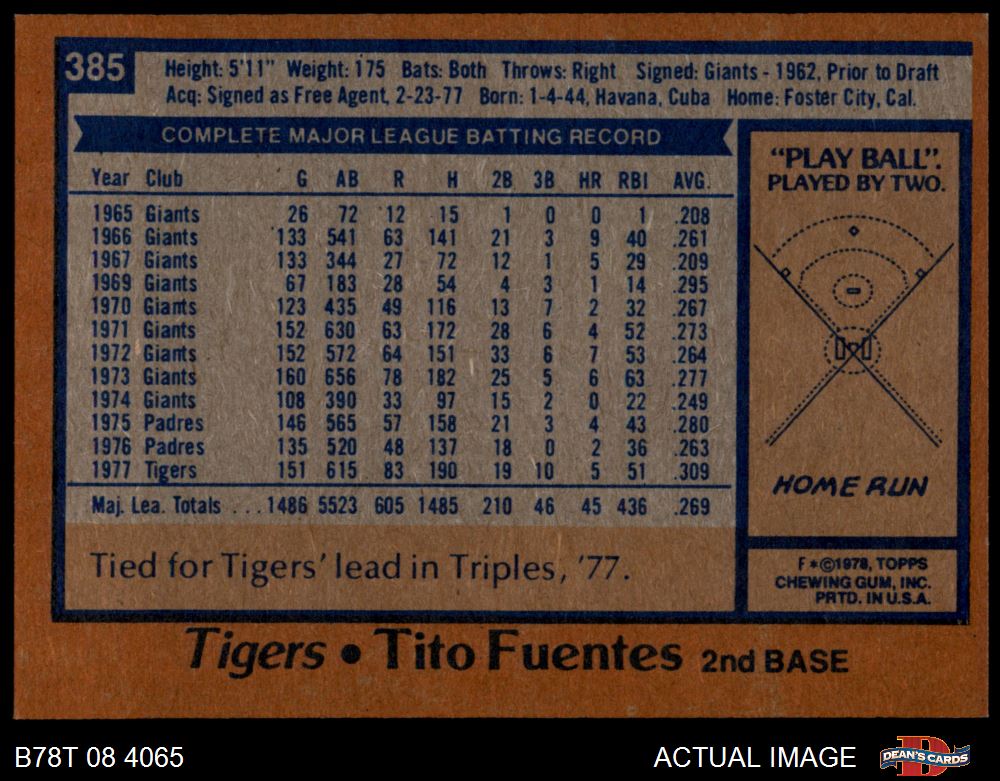 385
Height: 5'11" Weight: 175 Bats: Both Throws: Right Signed: Giants - 1962, Prior to Draft
Acq: Signed as Free Agent, 2-23-77 Born: 1-4-44, Havana, Cuba Home: Foster City, Cal.
COMPLETE MAJOR LEAGUE BATTING RECORD
Year Club G AB R H 2B 3B HR RBI AVG.
1965 Giants 26 72 12 15 1 0 0 1 .208
1966 Giants 133 541 63 141 21 3 9 40 .261
1967 Giants 133 344 27 72 12 1 5 29 .209
1969 Giants 67 183 28 54 4 3 1 14 .295
1970 Giants 123 435 49 116 13 7 2 32 .267
1971 Giants 152 630 63 172 28 6 4 52 .273
1972 Giants 152 572 64 151 33 6 7 53 .264
1973 Giants 160 656 78 182 25 5 6 63 .277
1974 Giants 108 390 33 97 15 2 0 22 .249
1975 Padres 146 565 57 158 21 3 4 43 .280
1976 Padres 135 520 48 137 18 0 2 36 .263
1977 Tigers 151 615 83 190 19 10 5 51 .309
Maj. Lea. Totals ... 1486 5523 605 1485 210 46 45 436 .269
Tied for Tigers' lead in Triples, '77.
"PLAY BALL".
PLAYED BY TWO.
HOME RUN
F*©1978, TOPPS
CHEWING GUM, INC.
PRTD. IN U.S.A.
Tigers • Tito Fuentes 2nd BASE
B78T 08 4065
ACTUAL IMAGE
DEAN'S CARDS